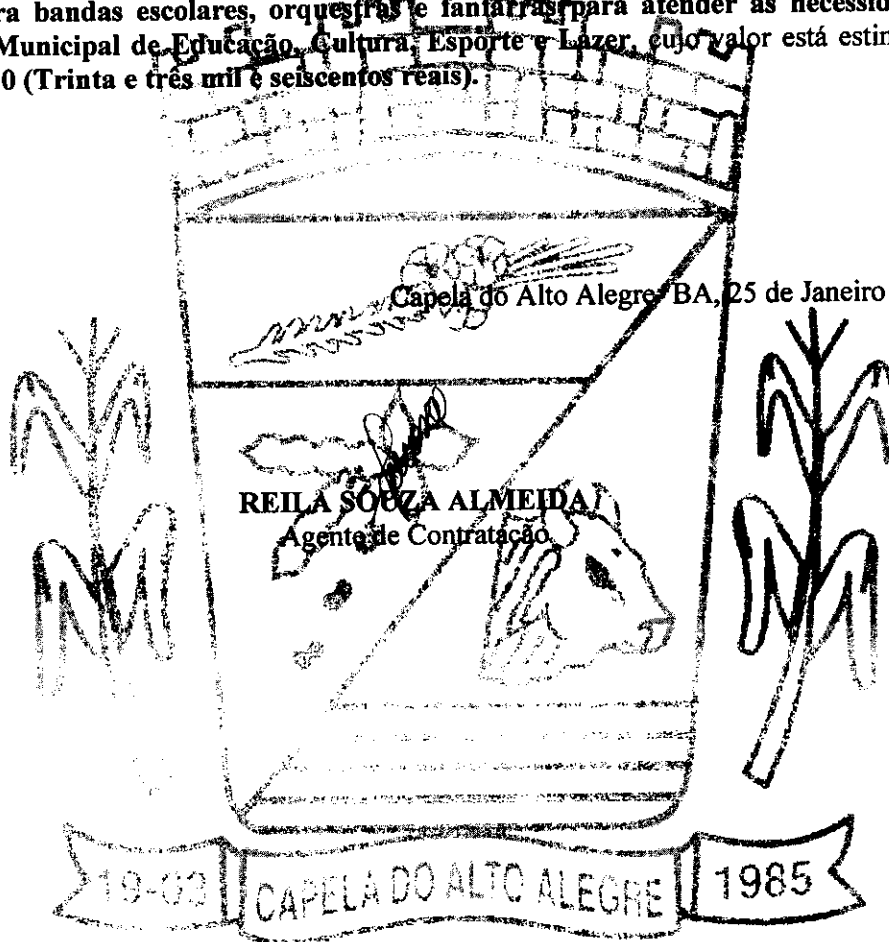 ra bandas escolares, orquestras e fanfarras, para atender as necessid
Municipal de Educação, Cultura, Esporte e Lazer, cujo valor está estin
0 (Trinta e três mil e seiscentos reais).
Capela do Alto Alegre- BA, 25 de Janeiro
REILA SOUZA ALMEIDA
Agente de Contratação
19-03 CAPELA DO ALTO ALEGRE 1985